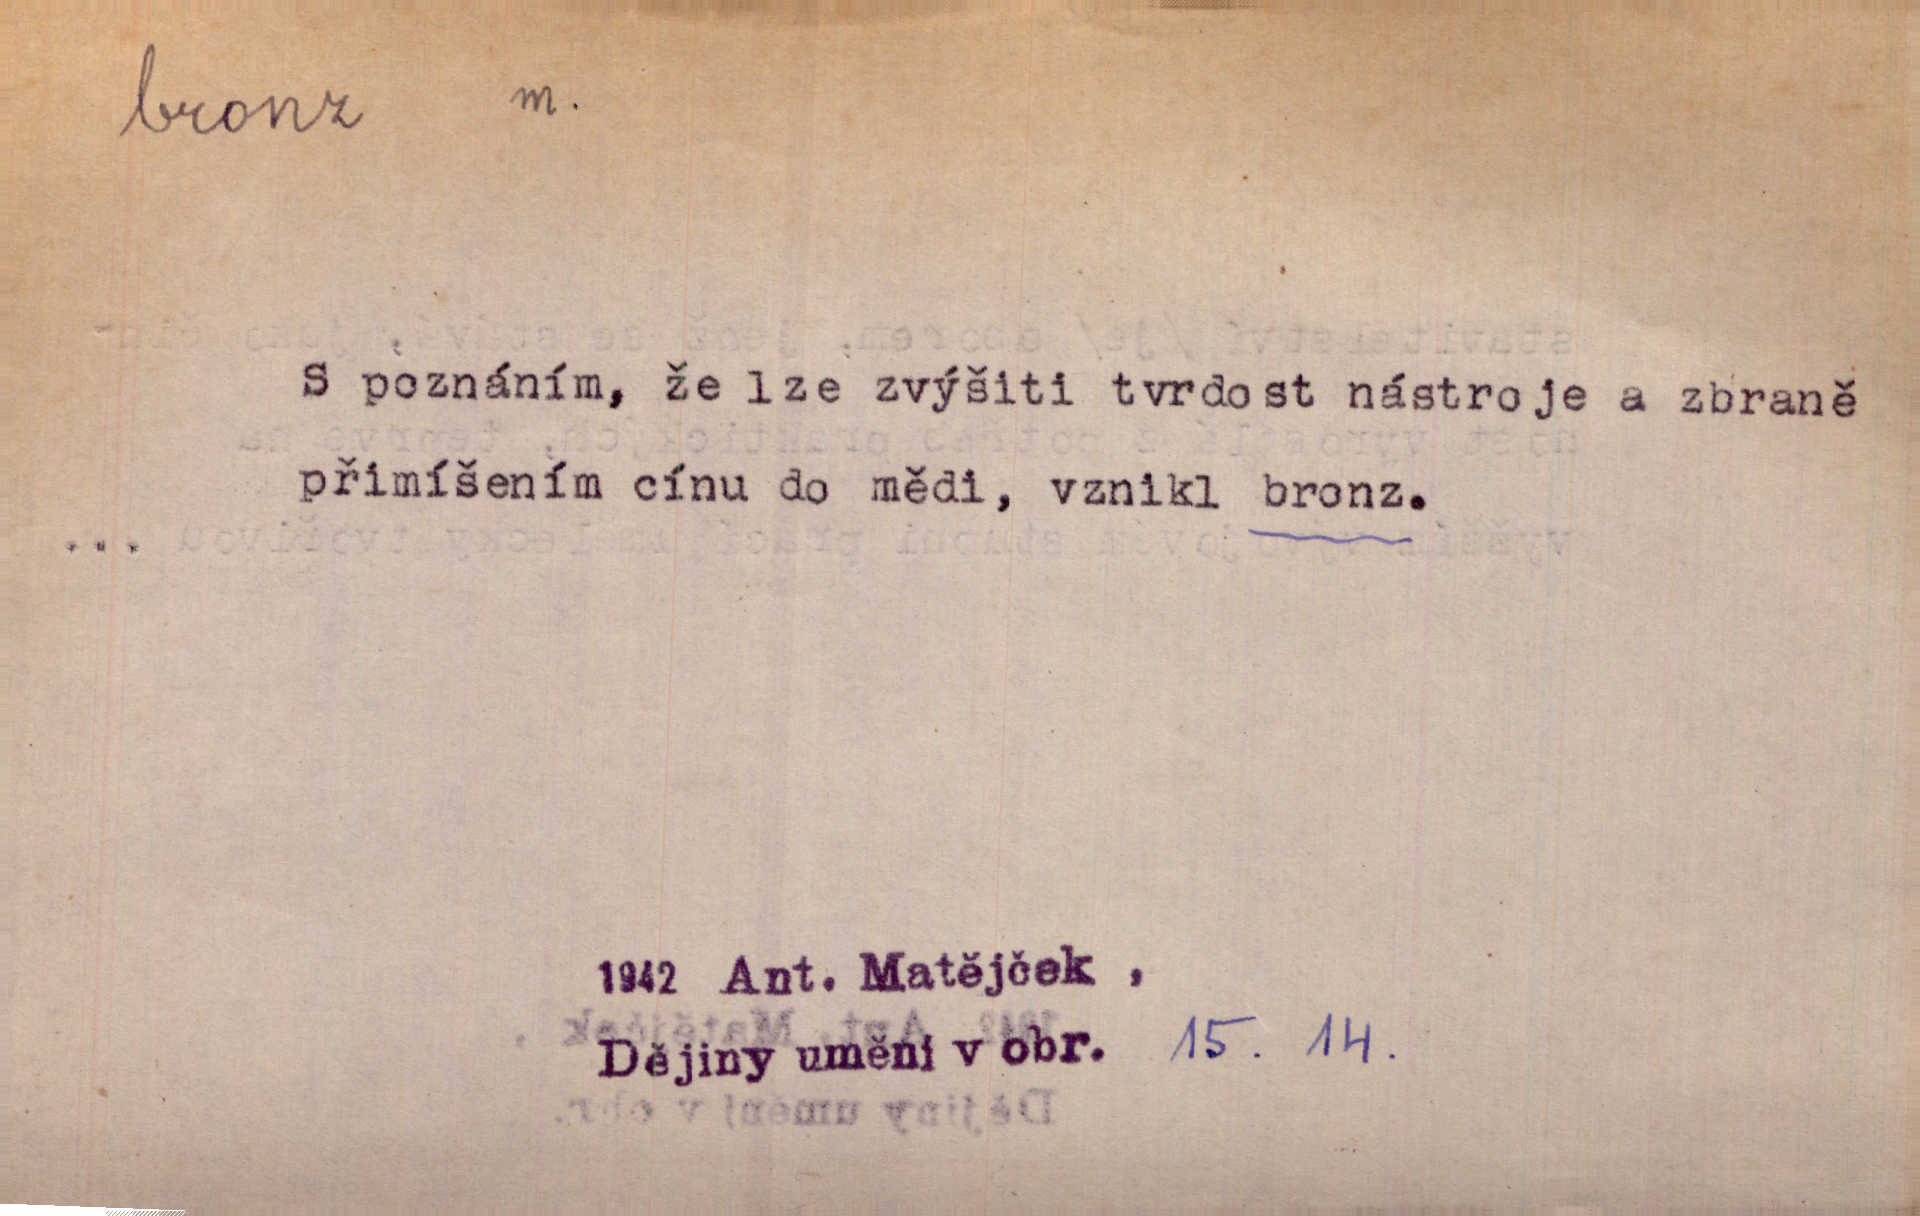 bronz m.
S poznáním, že lze zvýšiti tvrdost nástroje a zbraně
přimíšením cínu do mědi, vznikl bronz.
1942 Ant. Matějček ,
Dějiny umění v obr. 15. 14.